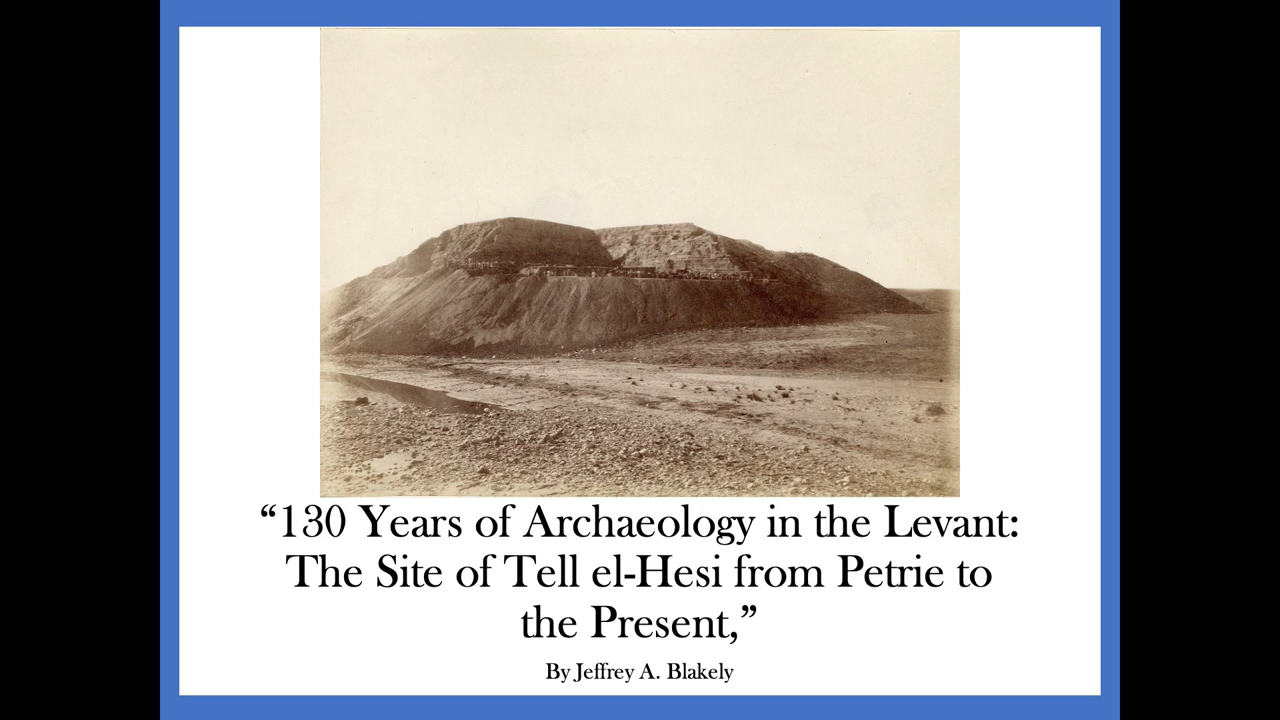 “130 Years of Archaeology in the Levant:
The Site of Tell el-Hesi from Petrie to
the Present,”
By Jeffrey A. Blakely